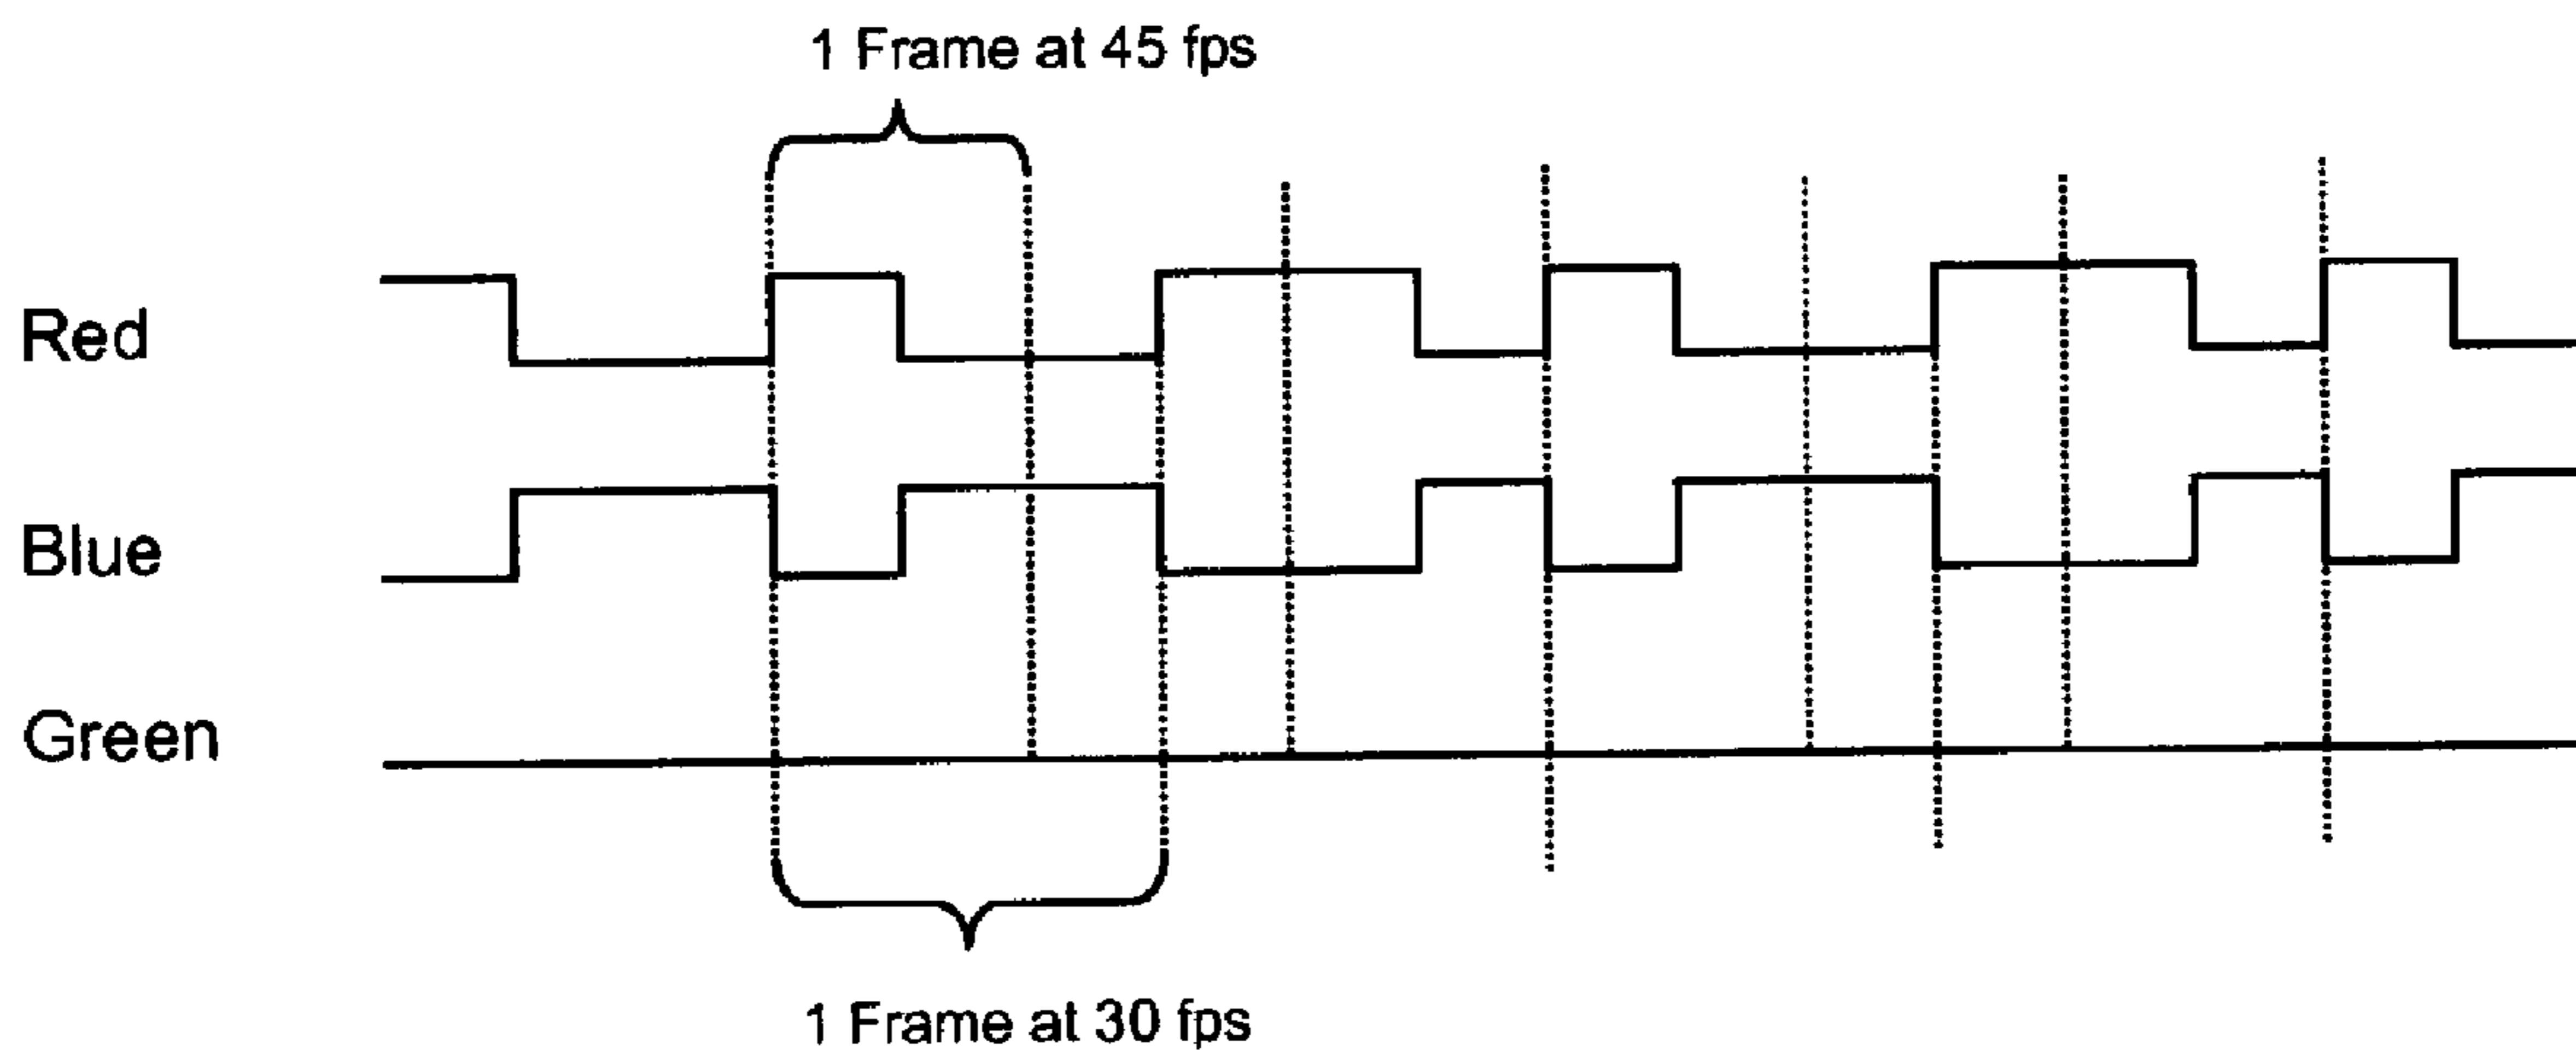 1 Frame at 45 fps
Red
Blue
Green
1 Frame at 30 fps